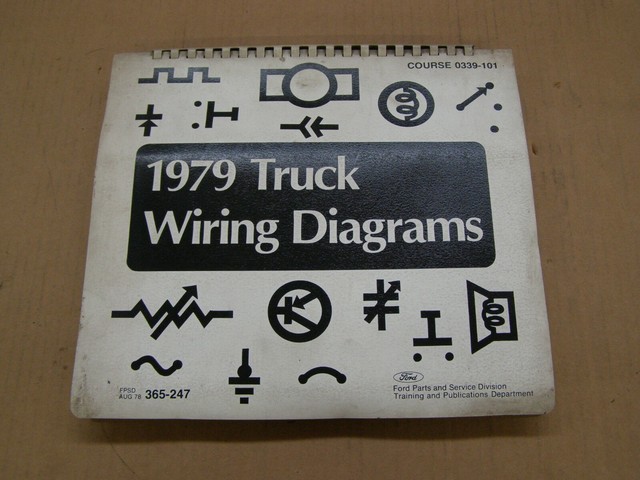 COURSE 0339-101
1979 Truck
Wiring Diagrams
FPSD
AUG 78 365-247
Ford
Ford Parts and Service Division
Training and Publications Department